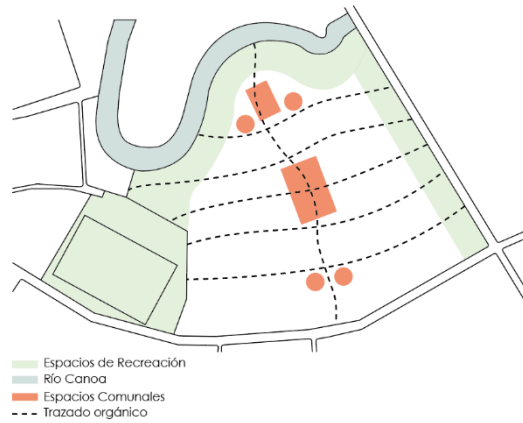 Espacios de Recreación
Río Canoa
Espacios Comunales
Trazado orgánico